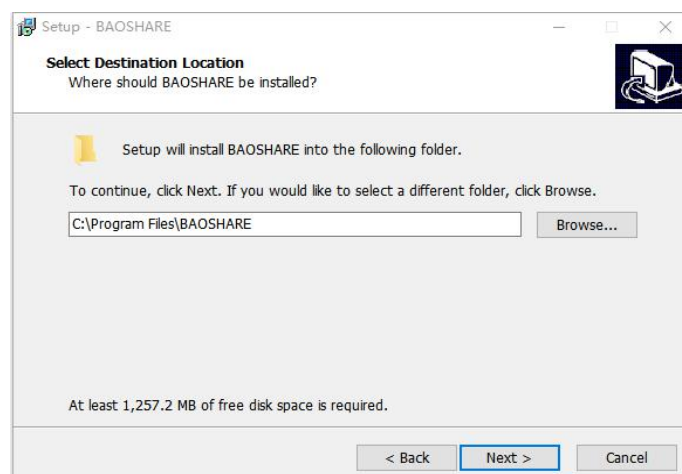 Setup - BAOSHARE
Select Destination Location
Where should BAOSHARE be installed?
Setup will install BAOSHARE into the following folder.
To continue, click Next. If you would like to select a different folder, click Browse.
C:\Program Files\BAOSHARE
Browse...
At least 1,257.2 MB of free disk space is required.
< Back
Next >
Cancel